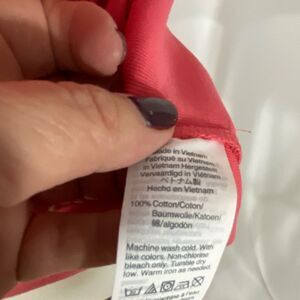 Made in Vietnam
Fabriqué au Vietnam
in Vietnam Hergestellt
Vervaardigd in Viëtnam
ベトナム製
Hecho en Vietnam
100% Cotton/Coton/
Baumwolle/Katoen/
綿/algodón
Machine wash cold. With
like colors. Non-chlorine
bleach only. Tumble dry
low. Warm iron as needed.